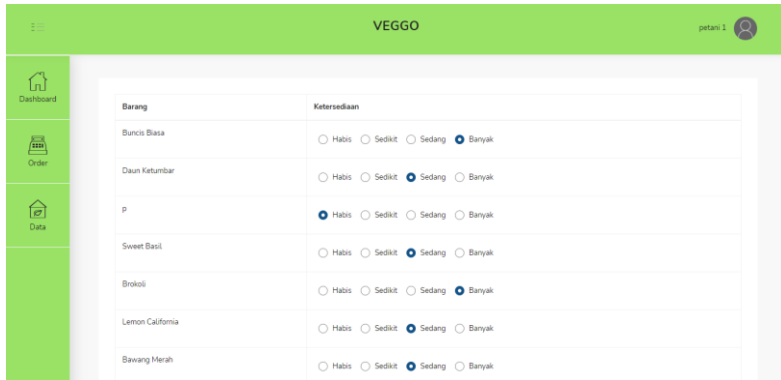 VEGGO
petani 1
Dashboard
Order
Data
Barang Ketersediaan
Buncis Biasa Habis Sedikit Sedang Banyak
Daun Ketumbar Habis Sedikit Sedang Banyak
P Habis Sedikit Sedang Banyak
Sweet Basil Habis Sedikit Sedang Banyak
Brokoli Habis Sedikit Sedang Banyak
Lemon California Habis Sedikit Sedang Banyak
Bawang Merah Habis Sedikit Sedang Banyak